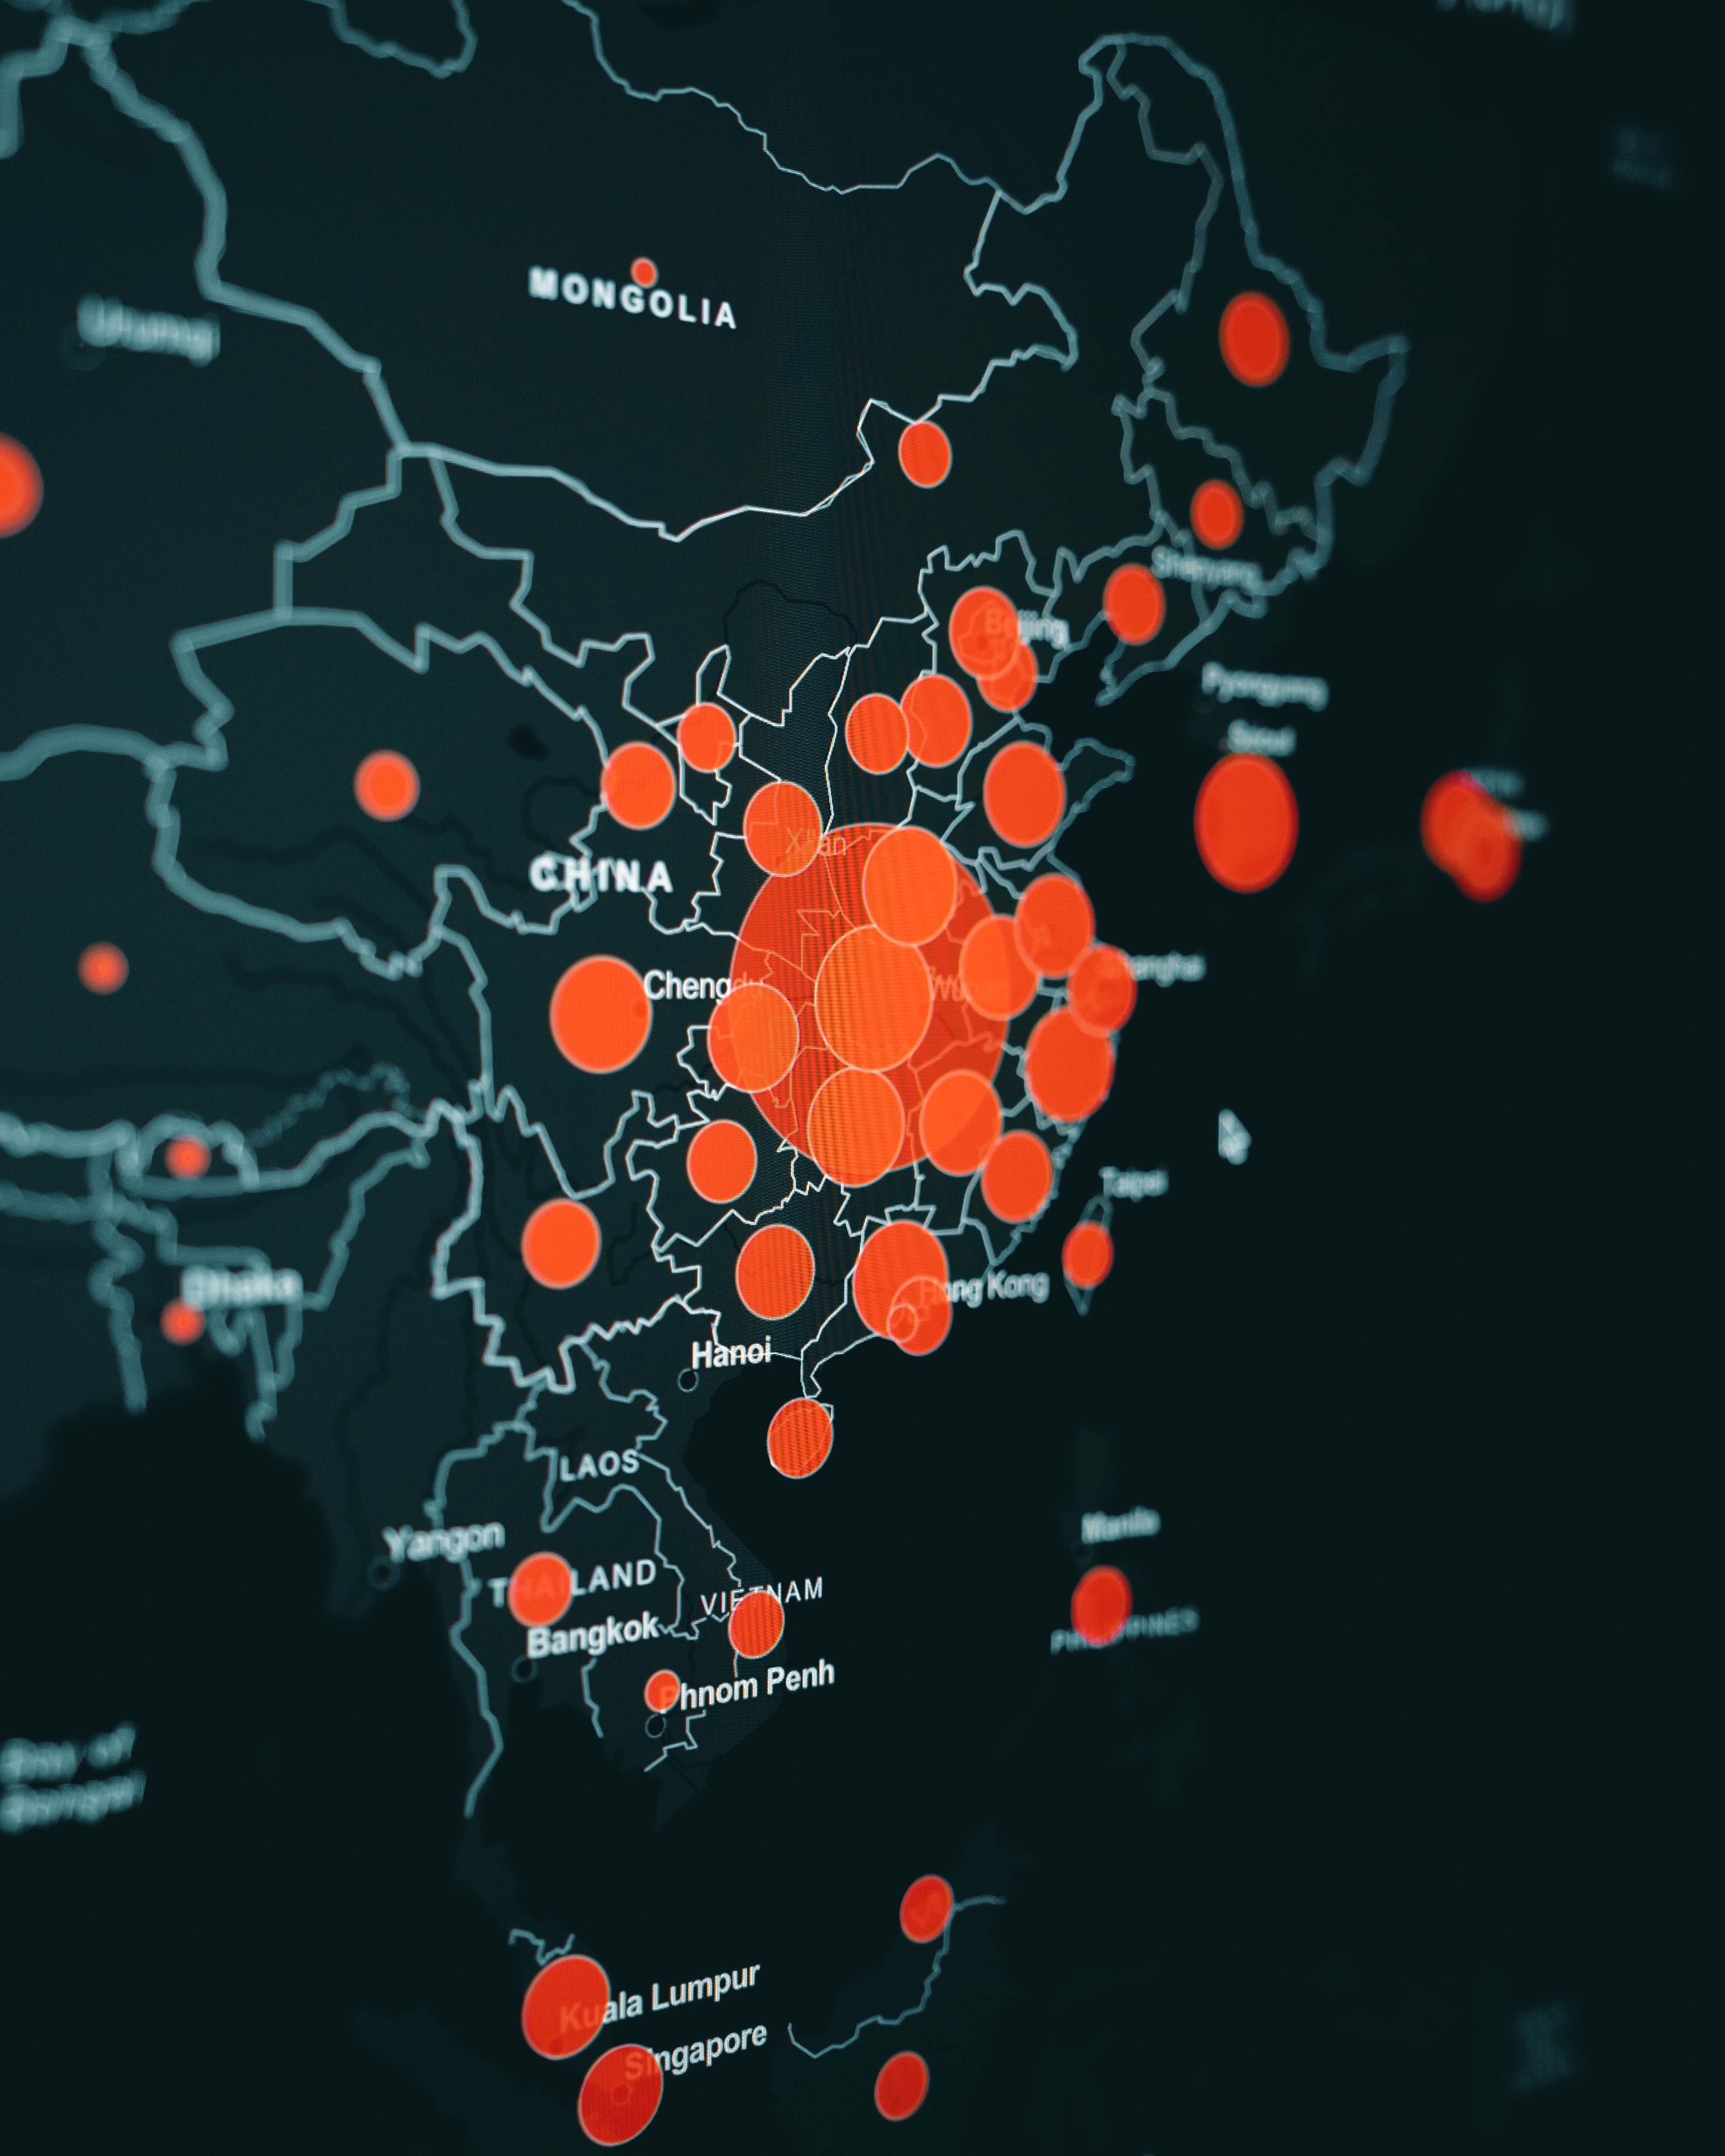 MONGOLIA
Urumqi
Shenyang
Beijing
Pyongyang
Seoul
Xi'an
CHINA
Chengdu
Wuhan
Shanghai
Taipei
Dhaka
Hong Kong
Hanoi
LAOS
Yangon
THAILAND
VIETNAM
Manila
PHILIPPINES
Bangkok
Phnom Penh
Bay of
Bengal
Kuala Lumpur
Singapore